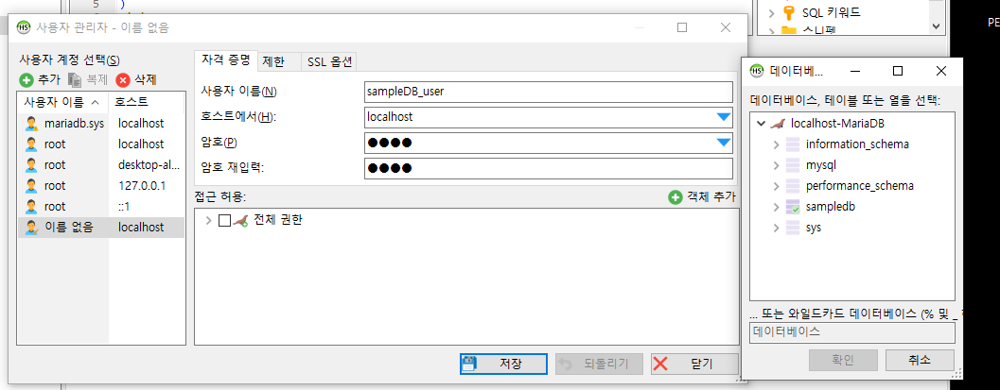 5
)
SQL 키워드
스니펫
PE
HS 사용자 관리자 - 이름 없음
사용자 계정 선택(S)
추가 복제 삭제
사용자 이름 호스트
mariadb.sys localhost
root localhost
root desktop-al...
root 127.0.0.1
root ::1
이름 없음 localhost
자격 증명 제한 SSL 옵션
사용자 이름(N) sampleDB_user
호스트에서(H): localhost
암호(P) ●●●●
암호 재입력: ●●●●
접근 허용: 객체 추가
전체 권한
저장 되돌리기 닫기
HS 데이터베...
데이터베이스, 테이블 또는 열을 선택:
localhost-MariaDB
information_schema
mysql
performance_schema
sampledb
sys
... 또는 와일드카드 데이터베이스 (% 및 _
데이터베이스
확인 취소